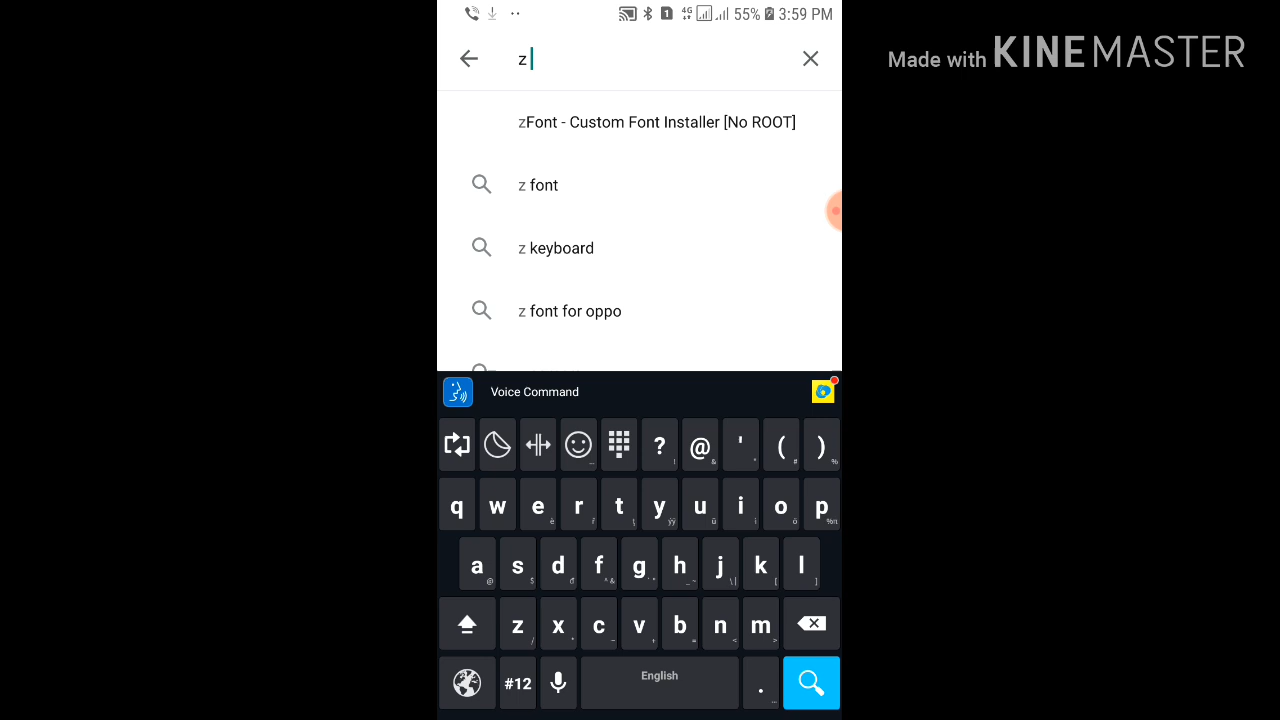 4G 55% 3:59 PM
Made with KINEMASTER
z
zFont - Custom Font Installer [No ROOT]
z font
z keyboard
z font for oppo
Voice Command
? @ ' ( )
q w e r t y u i o p
a s d f g h j k l
z x c v b n m
#12 English .